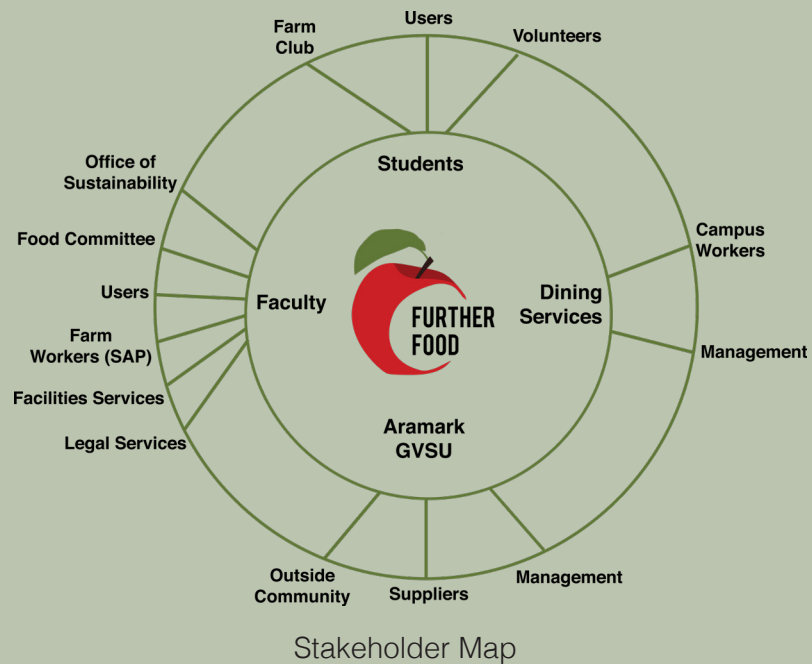 Users
Farm
Club
Volunteers
Students
Office of
Sustainability
Campus
Workers
Food Committee
Users
Faculty
Dining
Services
FURTHER
FOOD
Farm
Workers (SAP)
Management
Facilities Services
Aramark
GVSU
Legal Services
Outside
Community
Suppliers
Management
Stakeholder Map